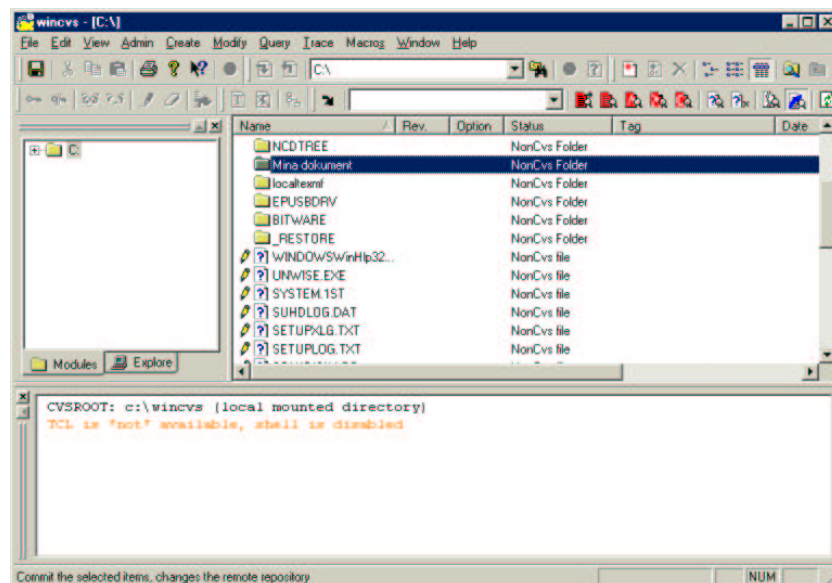 wincvs - [C:\]
File Edit View Admin Create Modify Query Trace Macros Window Help
C:\
Name / Rev. Option Status Tag Date
C:
NCDTREE NonCvs Folder
Mina dokument NonCvs Folder
localtexmf NonCvs Folder
EPUSBDRV NonCvs Folder
BITWARE NonCvs Folder
_RESTORE NonCvs Folder
WINDOWSWinHlp32... NonCvs file
UNWISE.EXE NonCvs file
SYSTEM.1ST NonCvs file
SUHDLOG.DAT NonCvs file
SETUPXLG.TXT NonCvs file
SETUPLOG.TXT NonCvs file
Modules Explore
CVSROOT: c:\wincvs (local mounted directory)
TCL is *not* available, shell is disabled
Commit the selected items, changes the remote repository NUM